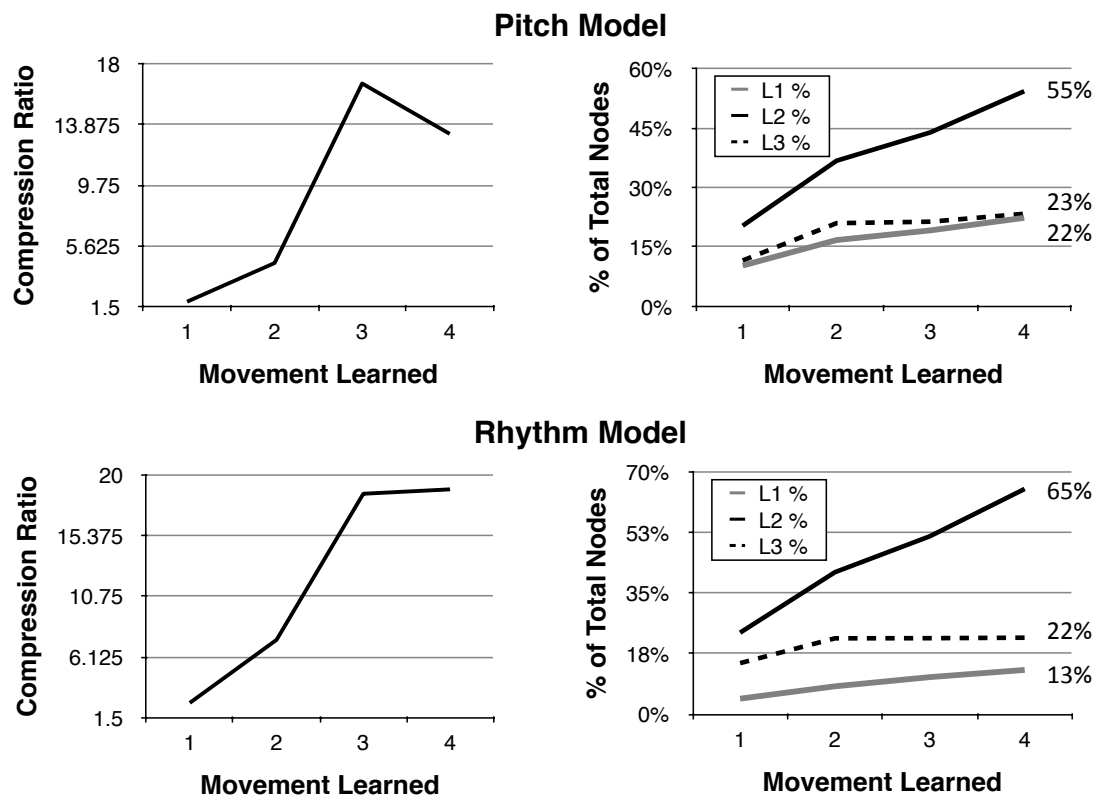 Pitch Model
Compression Ratio
18
13.875
9.75
5.625
1.5
1 2 3 4
Movement Learned
% of Total Nodes
60%
45%
30%
15%
0%
L1 %
L2 %
L3 %
55%
23%
22%
1 2 3 4
Movement Learned
Rhythm Model
Compression Ratio
20
15.375
10.75
6.125
1.5
1 2 3 4
Movement Learned
% of Total Nodes
70%
53%
35%
18%
0%
L1 %
L2 %
L3 %
65%
22%
13%
1 2 3 4
Movement Learned